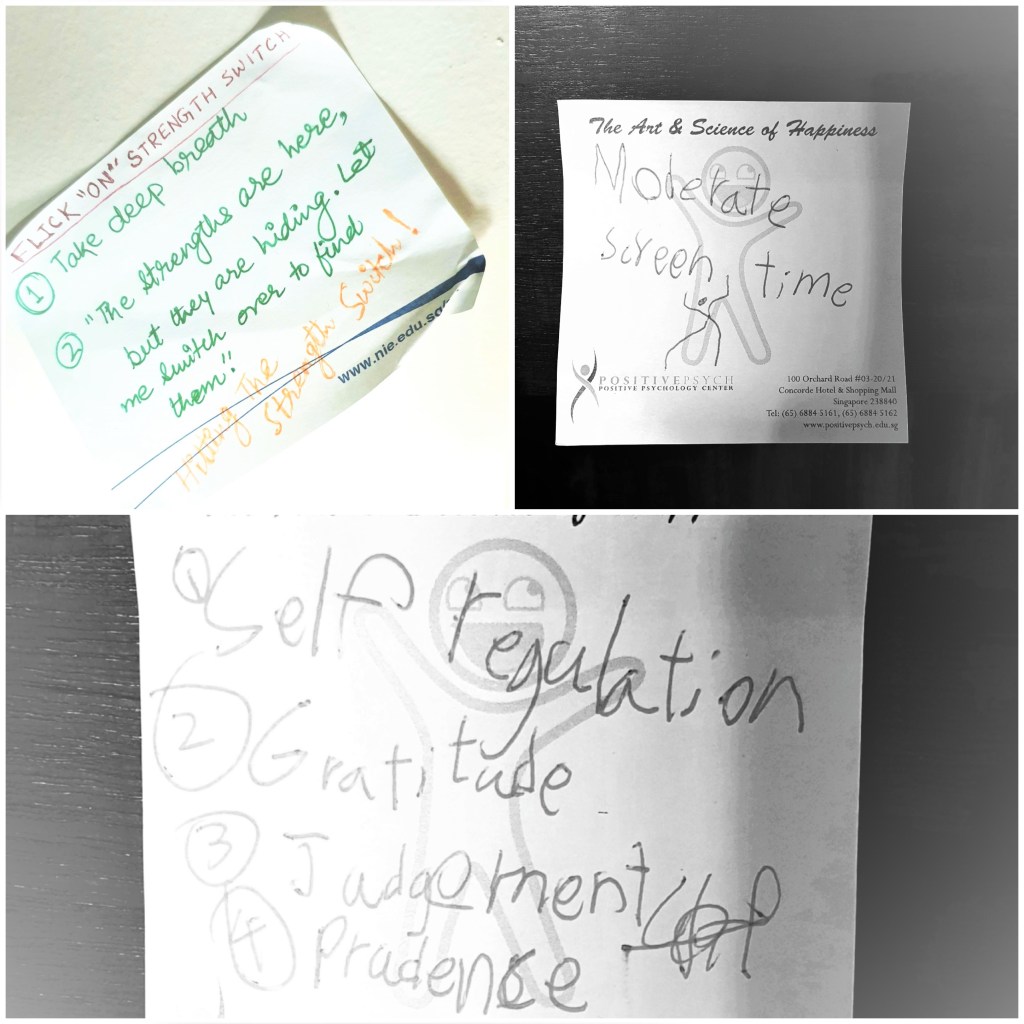 FLICK "ON" STRENGTH SWITCH
① Take deep breath
② "The strengths are here,
but they are hiding. Let
me switch over to find
them."
Hitting the
Strength Switch!
www.nie.edu.sg
The Art & Science of Happiness
Moderate
screen time
POSITIVEPSYCH
POSITIVE PSYCHOLOGY CENTER
100 Orchard Road #03-20/21
Concorde Hotel & Shopping Mall
Singapore 238840
Tel: (65) 6884 5161, (65) 6884 5162
www.positivepsych.edu.sg
① Self regulation
② Gratitude
③ Judgement
④ Prudence